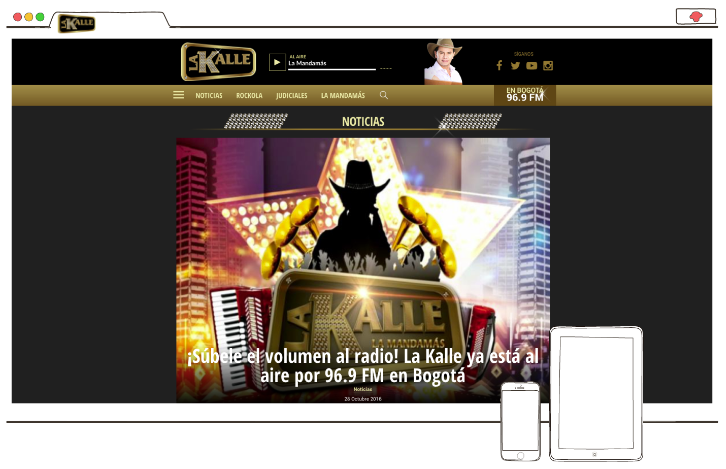 LA KALLE
LA KALLE
AL AIRE
La Mandamás
SÍGANOS
NOTICIAS
ROCKOLA
JUDICIALES
LA MANDAMÁS
EN BOGOTÁ
96.9 FM
NOTICIAS
LA KALLE
LA MANDAMÁS
¡Súbele el volumen al radio! La Kalle ya está al
aire por 96.9 FM en Bogotá
Noticias
28 Octubre 2016